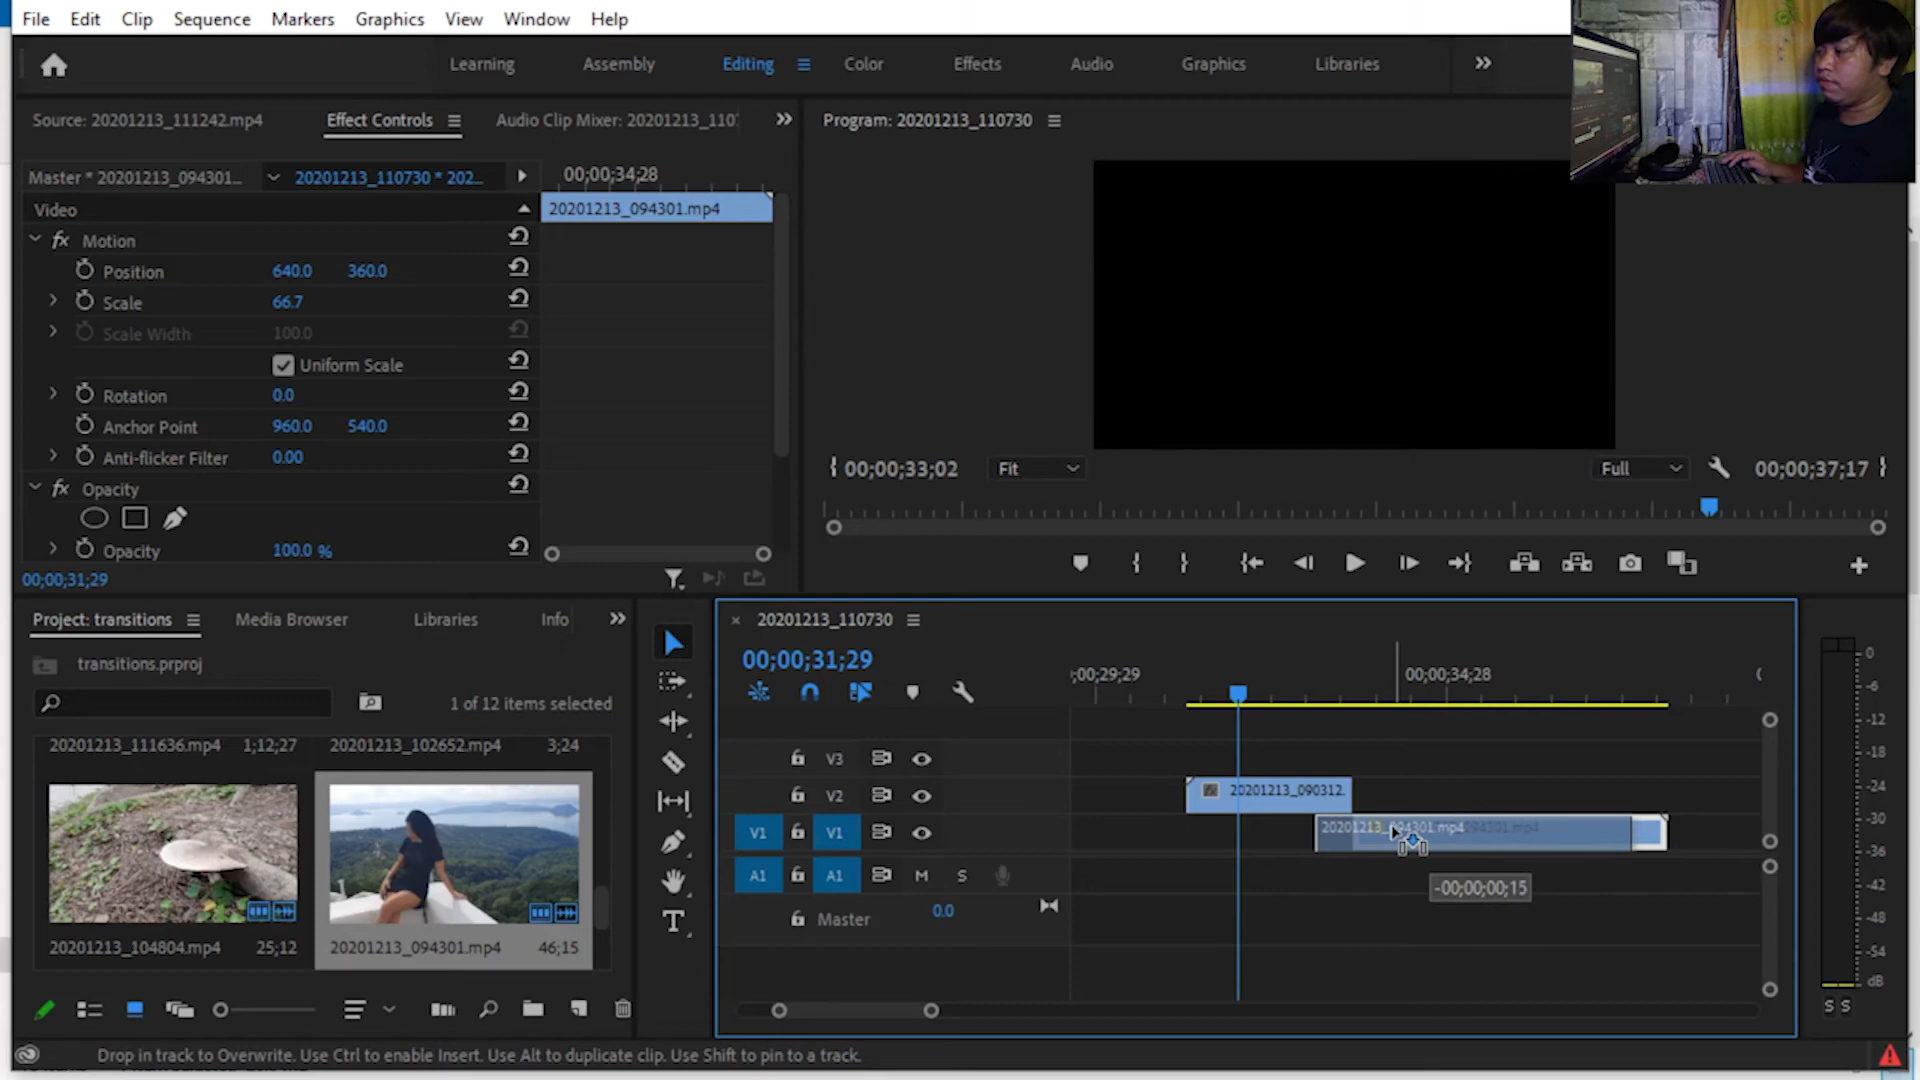 File Edit Clip Sequence Markers Graphics View Window Help
Learning Assembly Editing Color Effects Audio Graphics Libraries
Source: 20201213_111242.mp4 Effect Controls Audio Clip Mixer: 20201213_110
Program: 20201213_110730
Master * 20201213_094301... 20201213_110730 * 202...
00;00;34;28
Video
20201213_094301.mp4
fx Motion
Position 640.0 360.0
Scale 66.7
Scale Width 100.0
Uniform Scale
Rotation 0.0
Anchor Point 960.0 540.0
Anti-flicker Filter 0.00
fx Opacity
Opacity 100.0 %
00;00;31;29
00;00;33;02 Fit Full 00;00;37;17
Project: transitions Media Browser Libraries Info
transitions.prproj
1 of 12 items selected
20201213_111636.mp4 1;12;27
20201213_102652.mp4 3;24
20201213_104804.mp4 25;12
20201213_094301.mp4 46;15
20201213_110730
00;00;31;29
;00;29;29 00;00;34;28
V3
V2 fx 20201213_090312.
V1 V1 20201213_094301.mp4
A1 A1 M S
-00;00;00;15
Master 0.0
0
-6
-12
-18
-24
-30
-36
-42
-48
-54
dB
S S
Drop in track to Overwrite. Use Ctrl to enable Insert. Use Alt to duplicate clip. Use Shift to pin to a track.